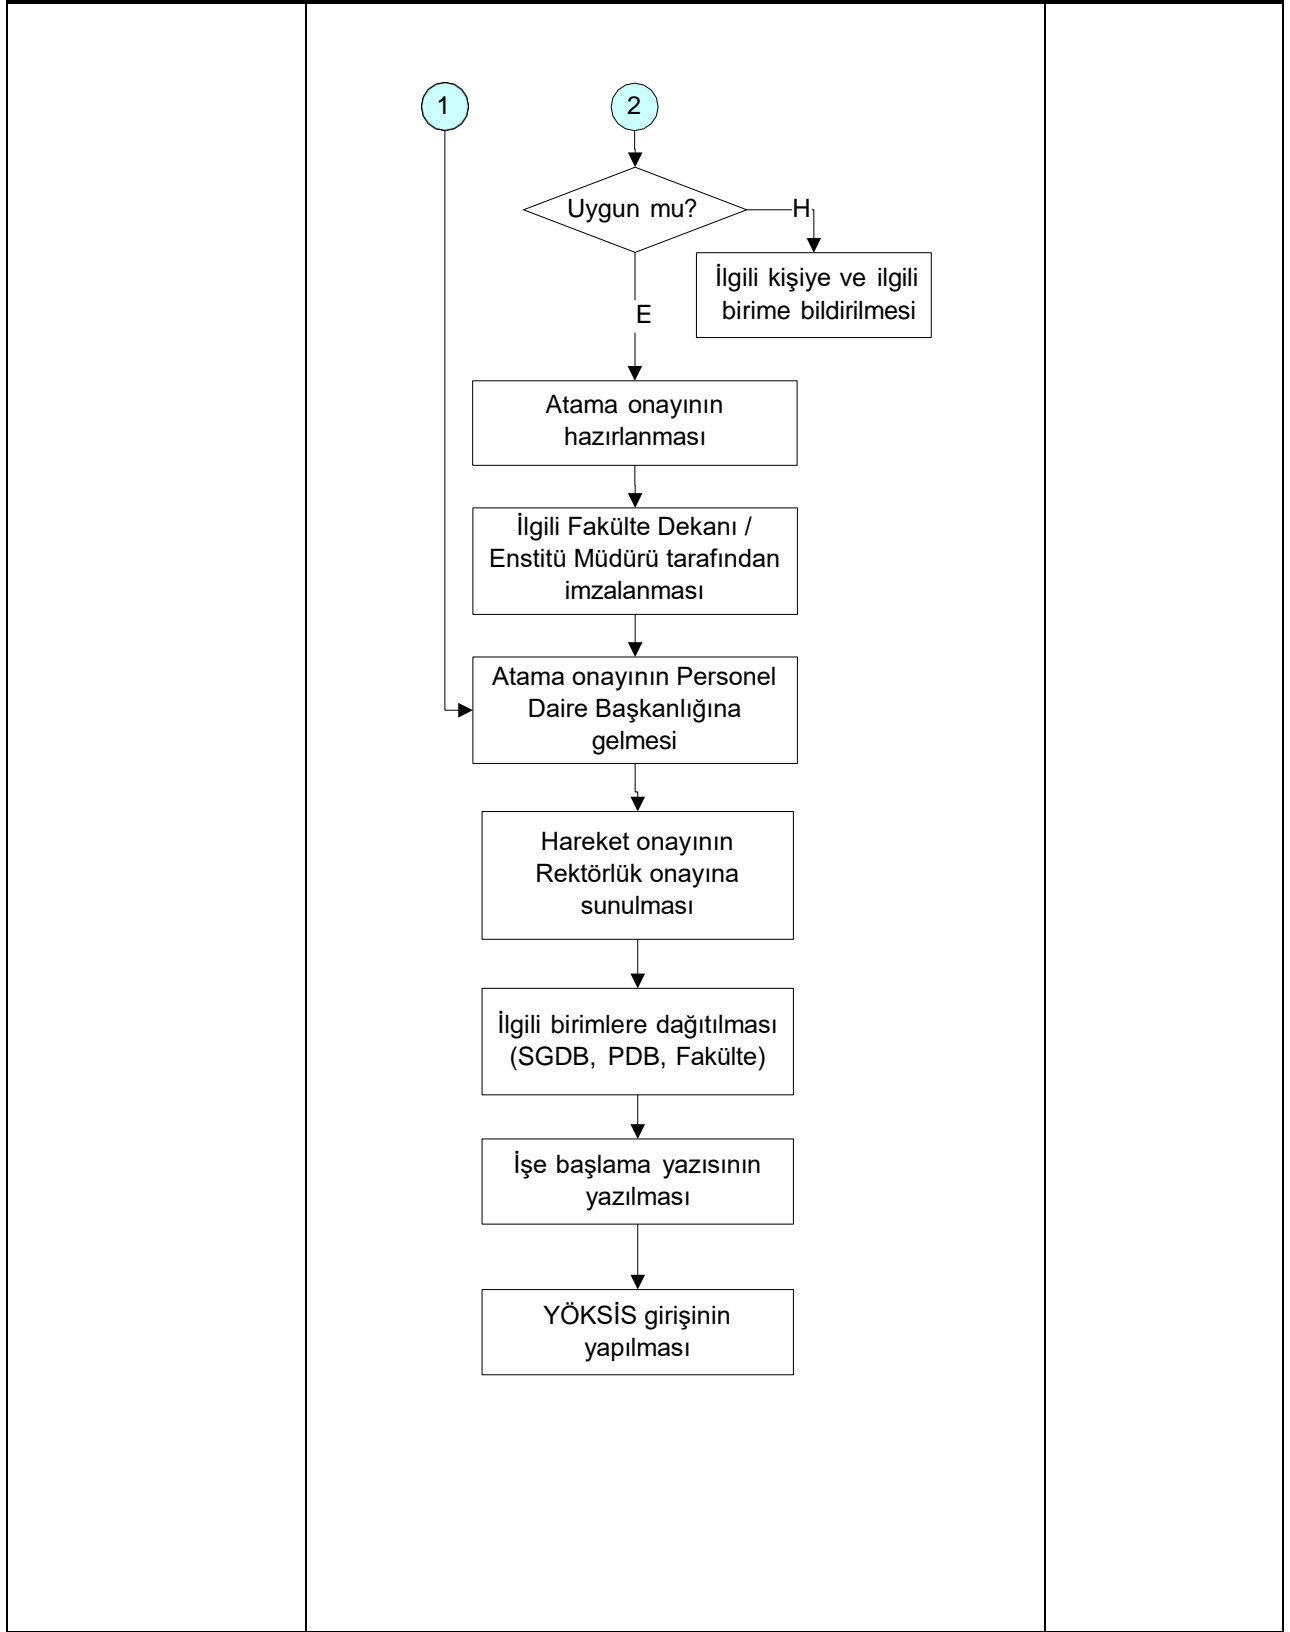 1
2
Uygun mu?
H
İlgili kişiye ve ilgili
birime bildirilmesi
E
Atama onayının
hazırlanması
İlgili Fakülte Dekanı /
Enstitü Müdürü tarafından
imzalanması
Atama onayının Personel
Daire Başkanlığına
gelmesi
Hareket onayının
Rektörlük onayına
sunulması
İlgili birimlere dağıtılması
(SGDB, PDB, Fakülte)
İşe başlama yazısının
yazılması
YÖKSİS girişinin
yapılması